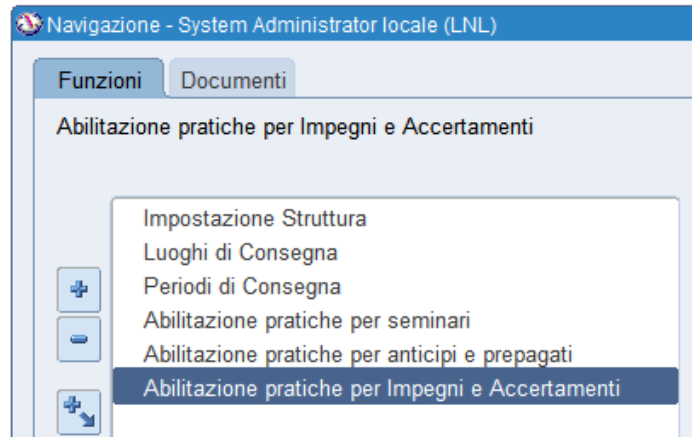 Navigazione - System Administrator locale (LNL)
Funzioni Documenti
Abilitazione pratiche per Impegni e Accertamenti
Impostazione Struttura
Luoghi di Consegna
Periodi di Consegna
Abilitazione pratiche per seminari
Abilitazione pratiche per anticipi e prepagati
Abilitazione pratiche per Impegni e Accertamenti